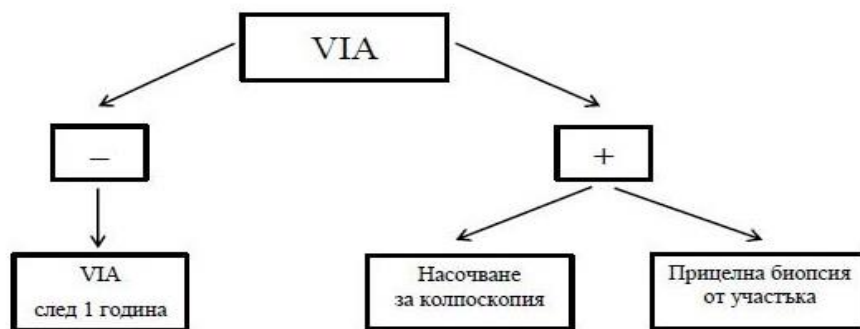 VIA
–
+
VIA
след 1 година
Насочване
за колпоскопия
Прицелна биопсия
от участъка